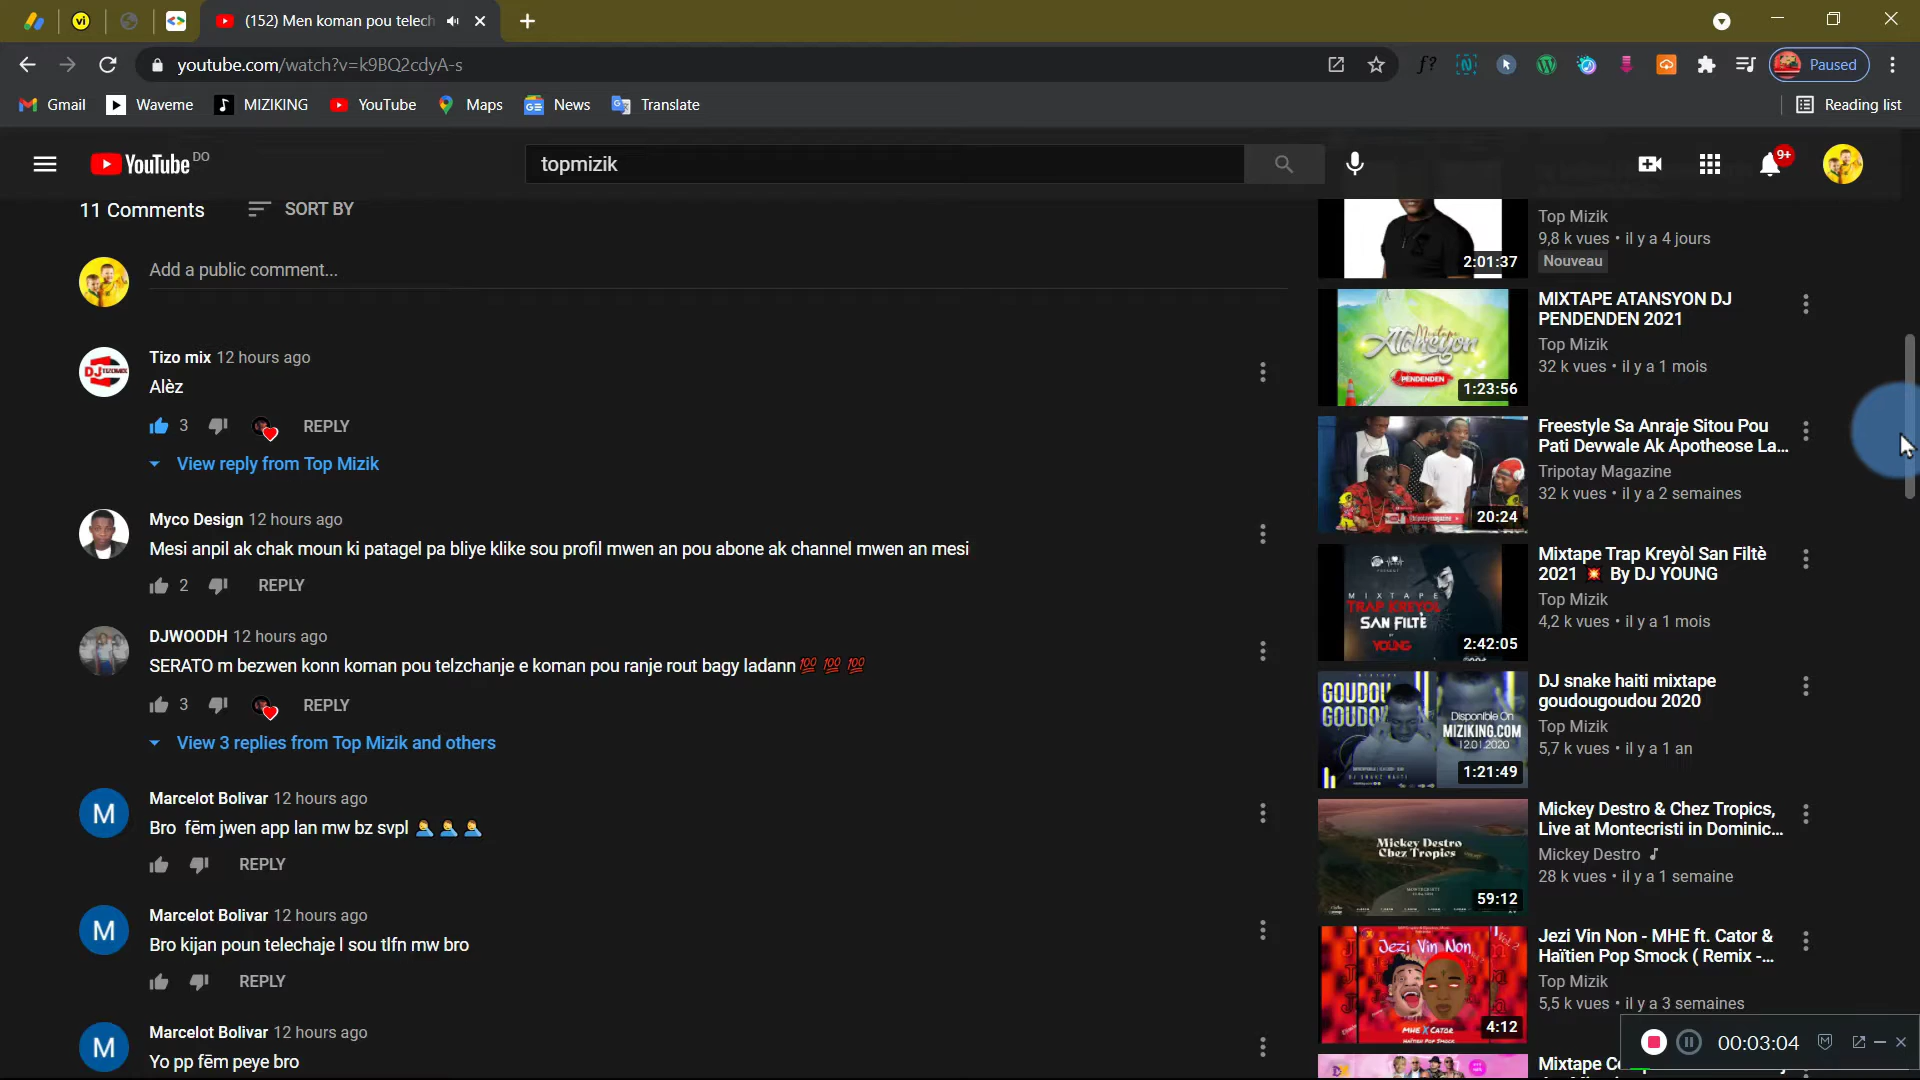 (152) Men koman pou telech
youtube.com/watch?v=k9BQ2cdyA-s
Paused
Gmail
Waveme
MIZIKING
YouTube
Maps
News
Translate
Reading list
YouTube DO
topmizik
9+
11 Comments
SORT BY
Add a public comment...
Tizo mix 12 hours ago
Alèz
3
REPLY
View reply from Top Mizik
Myco Design 12 hours ago
Mesi anpil ak chak moun ki patagel pa bliye klike sou profil mwen an pou abone ak channel mwen an mesi
2
REPLY
DJWOODH 12 hours ago
SERATO m bezwen konn koman pou telzchanje e koman pou ranje rout bagy ladann 💯 💯 💯
3
REPLY
View 3 replies from Top Mizik and others
M
Marcelot Bolivar 12 hours ago
Bro fēm jwen app lan mw bz svpl
REPLY
M
Marcelot Bolivar 12 hours ago
Bro kijan poun telechaje l sou tlfn mw bro
REPLY
M
Marcelot Bolivar 12 hours ago
Yo pp fēm peye bro
2:01:37
Top Mizik
9,8 k vues • il y a 4 jours
Nouveau
Mixtape
Atansyon
PENDENDEN
1:23:56
MIXTAPE ATANSYON DJ
PENDENDEN 2021
Top Mizik
32 k vues • il y a 1 mois
20:24
Freestyle Sa Anraje Sitou Pou
Pati Devwale Ak Apotheose La...
Tripotay Magazine
32 k vues • il y a 2 semaines
MIXTAPE
TRAP KREYOL
SAN FILTÈ
YOUNG
2:42:05
Mixtape Trap Kreyòl San Filtè
2021 💥 By DJ YOUNG
Top Mizik
4,2 k vues • il y a 1 mois
GOUDOU
GOUDOU
Disponible On
MIZIKING.COM
12.01.2020
1:21:49
DJ snake haiti mixtape
goudougoudou 2020
Top Mizik
5,7 k vues • il y a 1 an
Mickey Destro
Chez Tropics
59:12
Mickey Destro & Chez Tropics,
Live at Montecristi in Dominic...
Mickey Destro
28 k vues • il y a 1 semaine
Jezi Vin Non
MHE X CATOR
HAÏTIEN POP SMOCK
4:12
Jezi Vin Non - MHE ft. Cator &
Haïtien Pop Smock ( Remix -...
Top Mizik
5,5 k vues • il y a 3 semaines
00:03:04